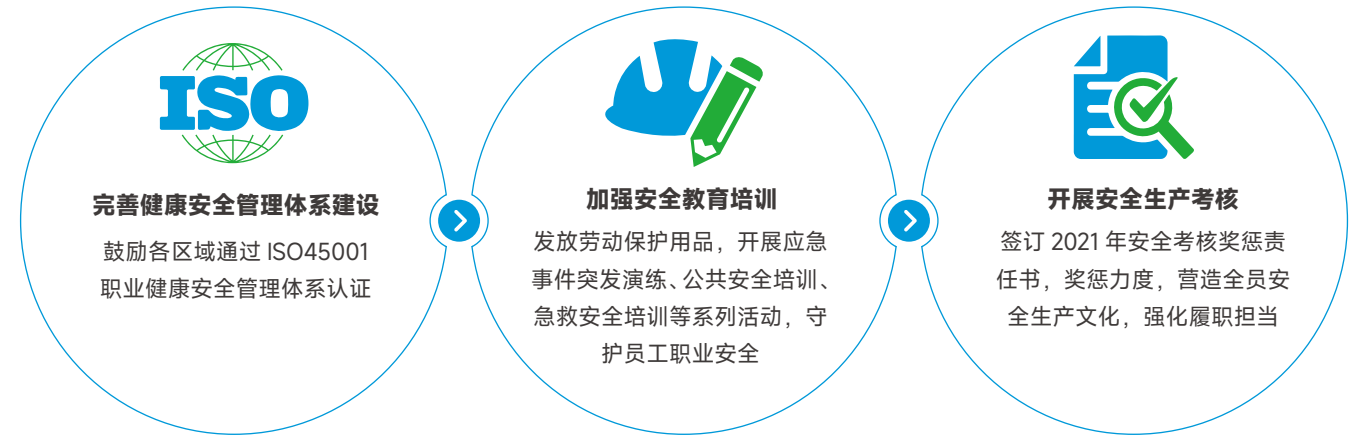 ISO
完善健康安全管理体系建设
鼓励各区域通过 ISO45001
职业健康安全管理体系认证
加强安全教育培训
发放劳动保护用品，开展应急
事件突发演练、公共安全培训、
急救安全培训等系列活动，守
护员工职业安全
开展安全生产考核
签订 2021 年安全考核奖惩责
任书，奖惩力度，营造全员安
全生产文化，强化履职担当